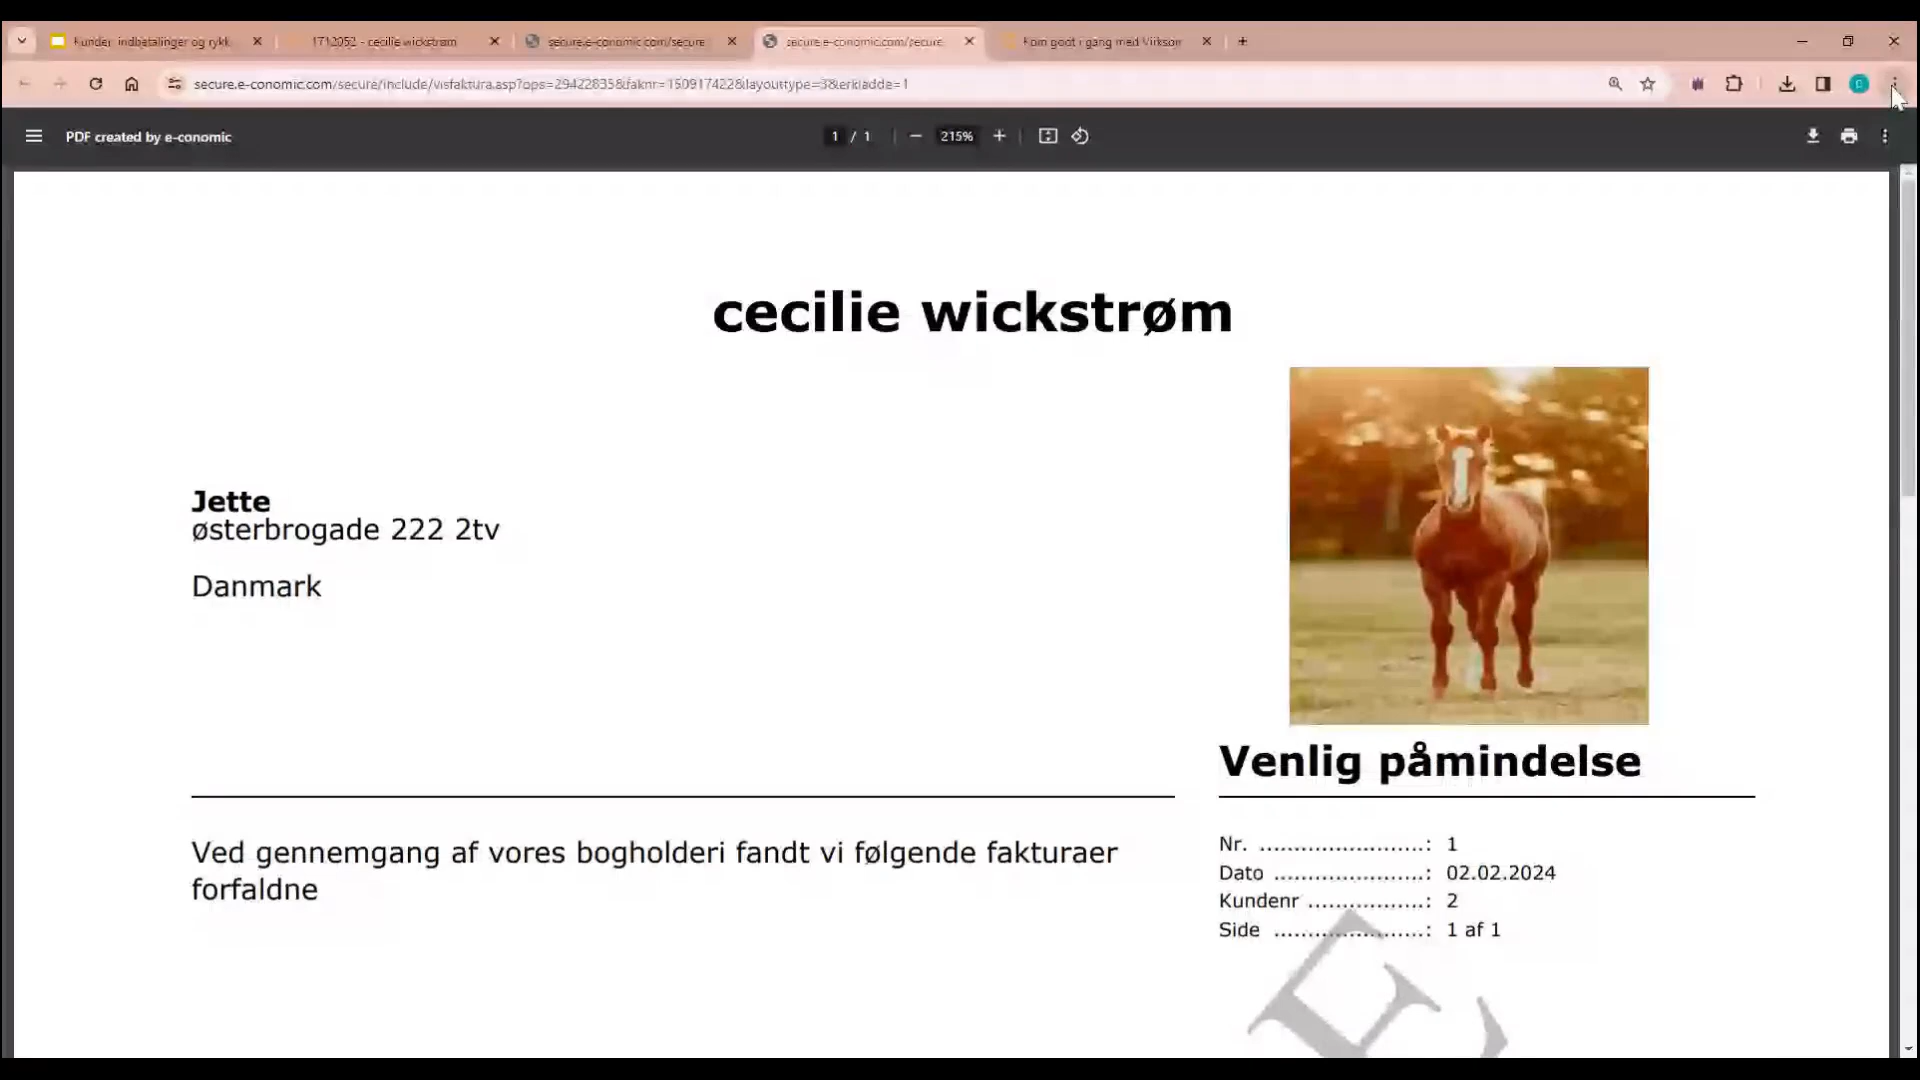 Kunder, indbetalinger og rykk
1712052 - cecilie wickstrøm
secure.e-conomic.com/secure
secure.e-conomic.com/secure
Kom godt i gang med Virksom
secure.e-conomic.com/secure/include/visfaktura.asp?ops=29422835&faknr=150917422&layouttype=3&erkladde=1
PDF created by e-conomic
1 / 1
215%
cecilie wickstrøm
Jette
østerbrogade 222 2tv
Danmark
Venlig påmindelse
Ved gennemgang af vores bogholderi fandt vi følgende fakturaer
forfaldne
Nr. ........................: 1
Dato ......................: 02.02.2024
Kundenr .................: 2
Side ......................: 1 af 1